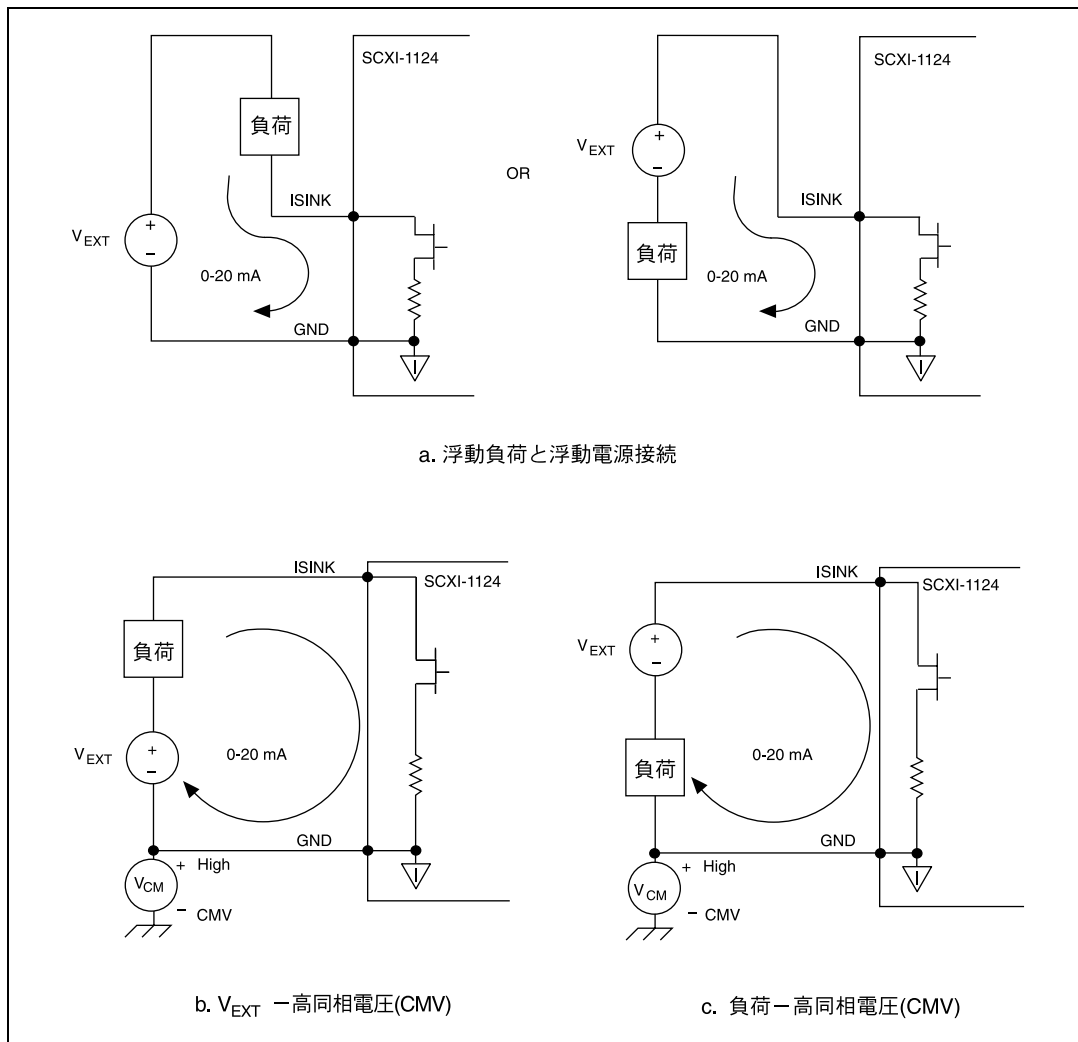 SCXI-1124
負荷
ISINK
V_EXT
0-20 mA
GND
OR
SCXI-1124
V_EXT
ISINK
負荷
0-20 mA
GND
a. 浮動負荷と浮動電源接続
ISINK
SCXI-1124
負荷
V_EXT
0-20 mA
GND
+ High
V_CM
− CMV
b. V_EXT －高同相電圧(CMV)
ISINK
SCXI-1124
V_EXT
負荷
0-20 mA
GND
+ High
V_CM
− CMV
c. 負荷－高同相電圧(CMV)